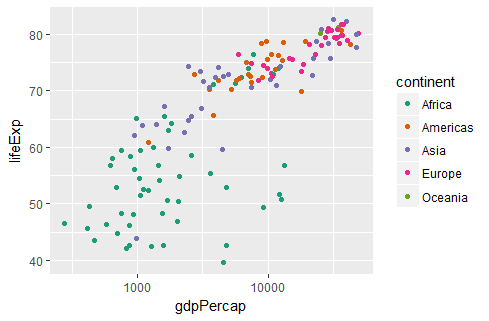 80
70
60
50
40
lifeExp
1000
10000
gdpPercap
continent
Africa
Americas
Asia
Europe
Oceania